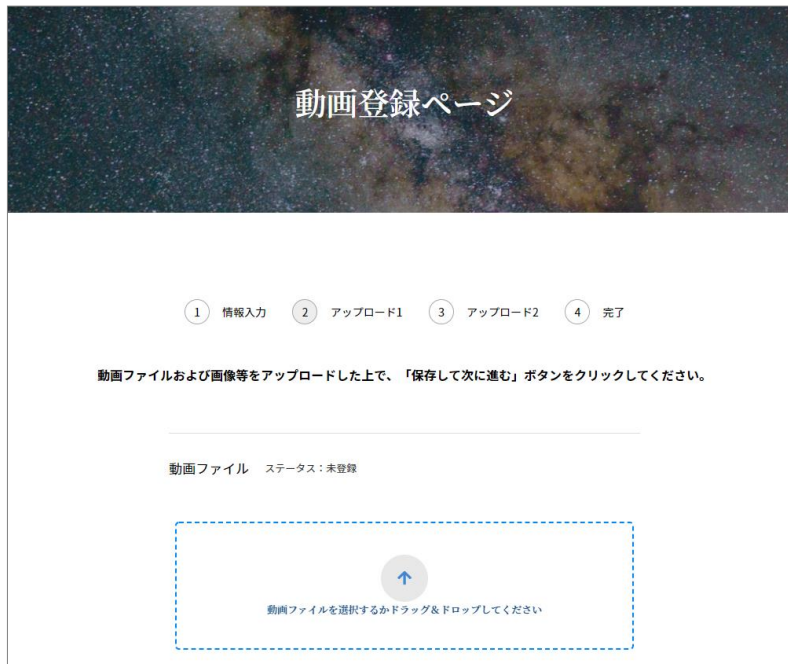 動画登録ページ
1 情報入力 2 アップロード1 3 アップロード2 4 完了
動画ファイルおよび画像等をアップロードした上で、「保存して次に進む」ボタンをクリックしてください。
動画ファイル ステータス：未登録
動画ファイルを選択するかドラッグ&ドロップしてください